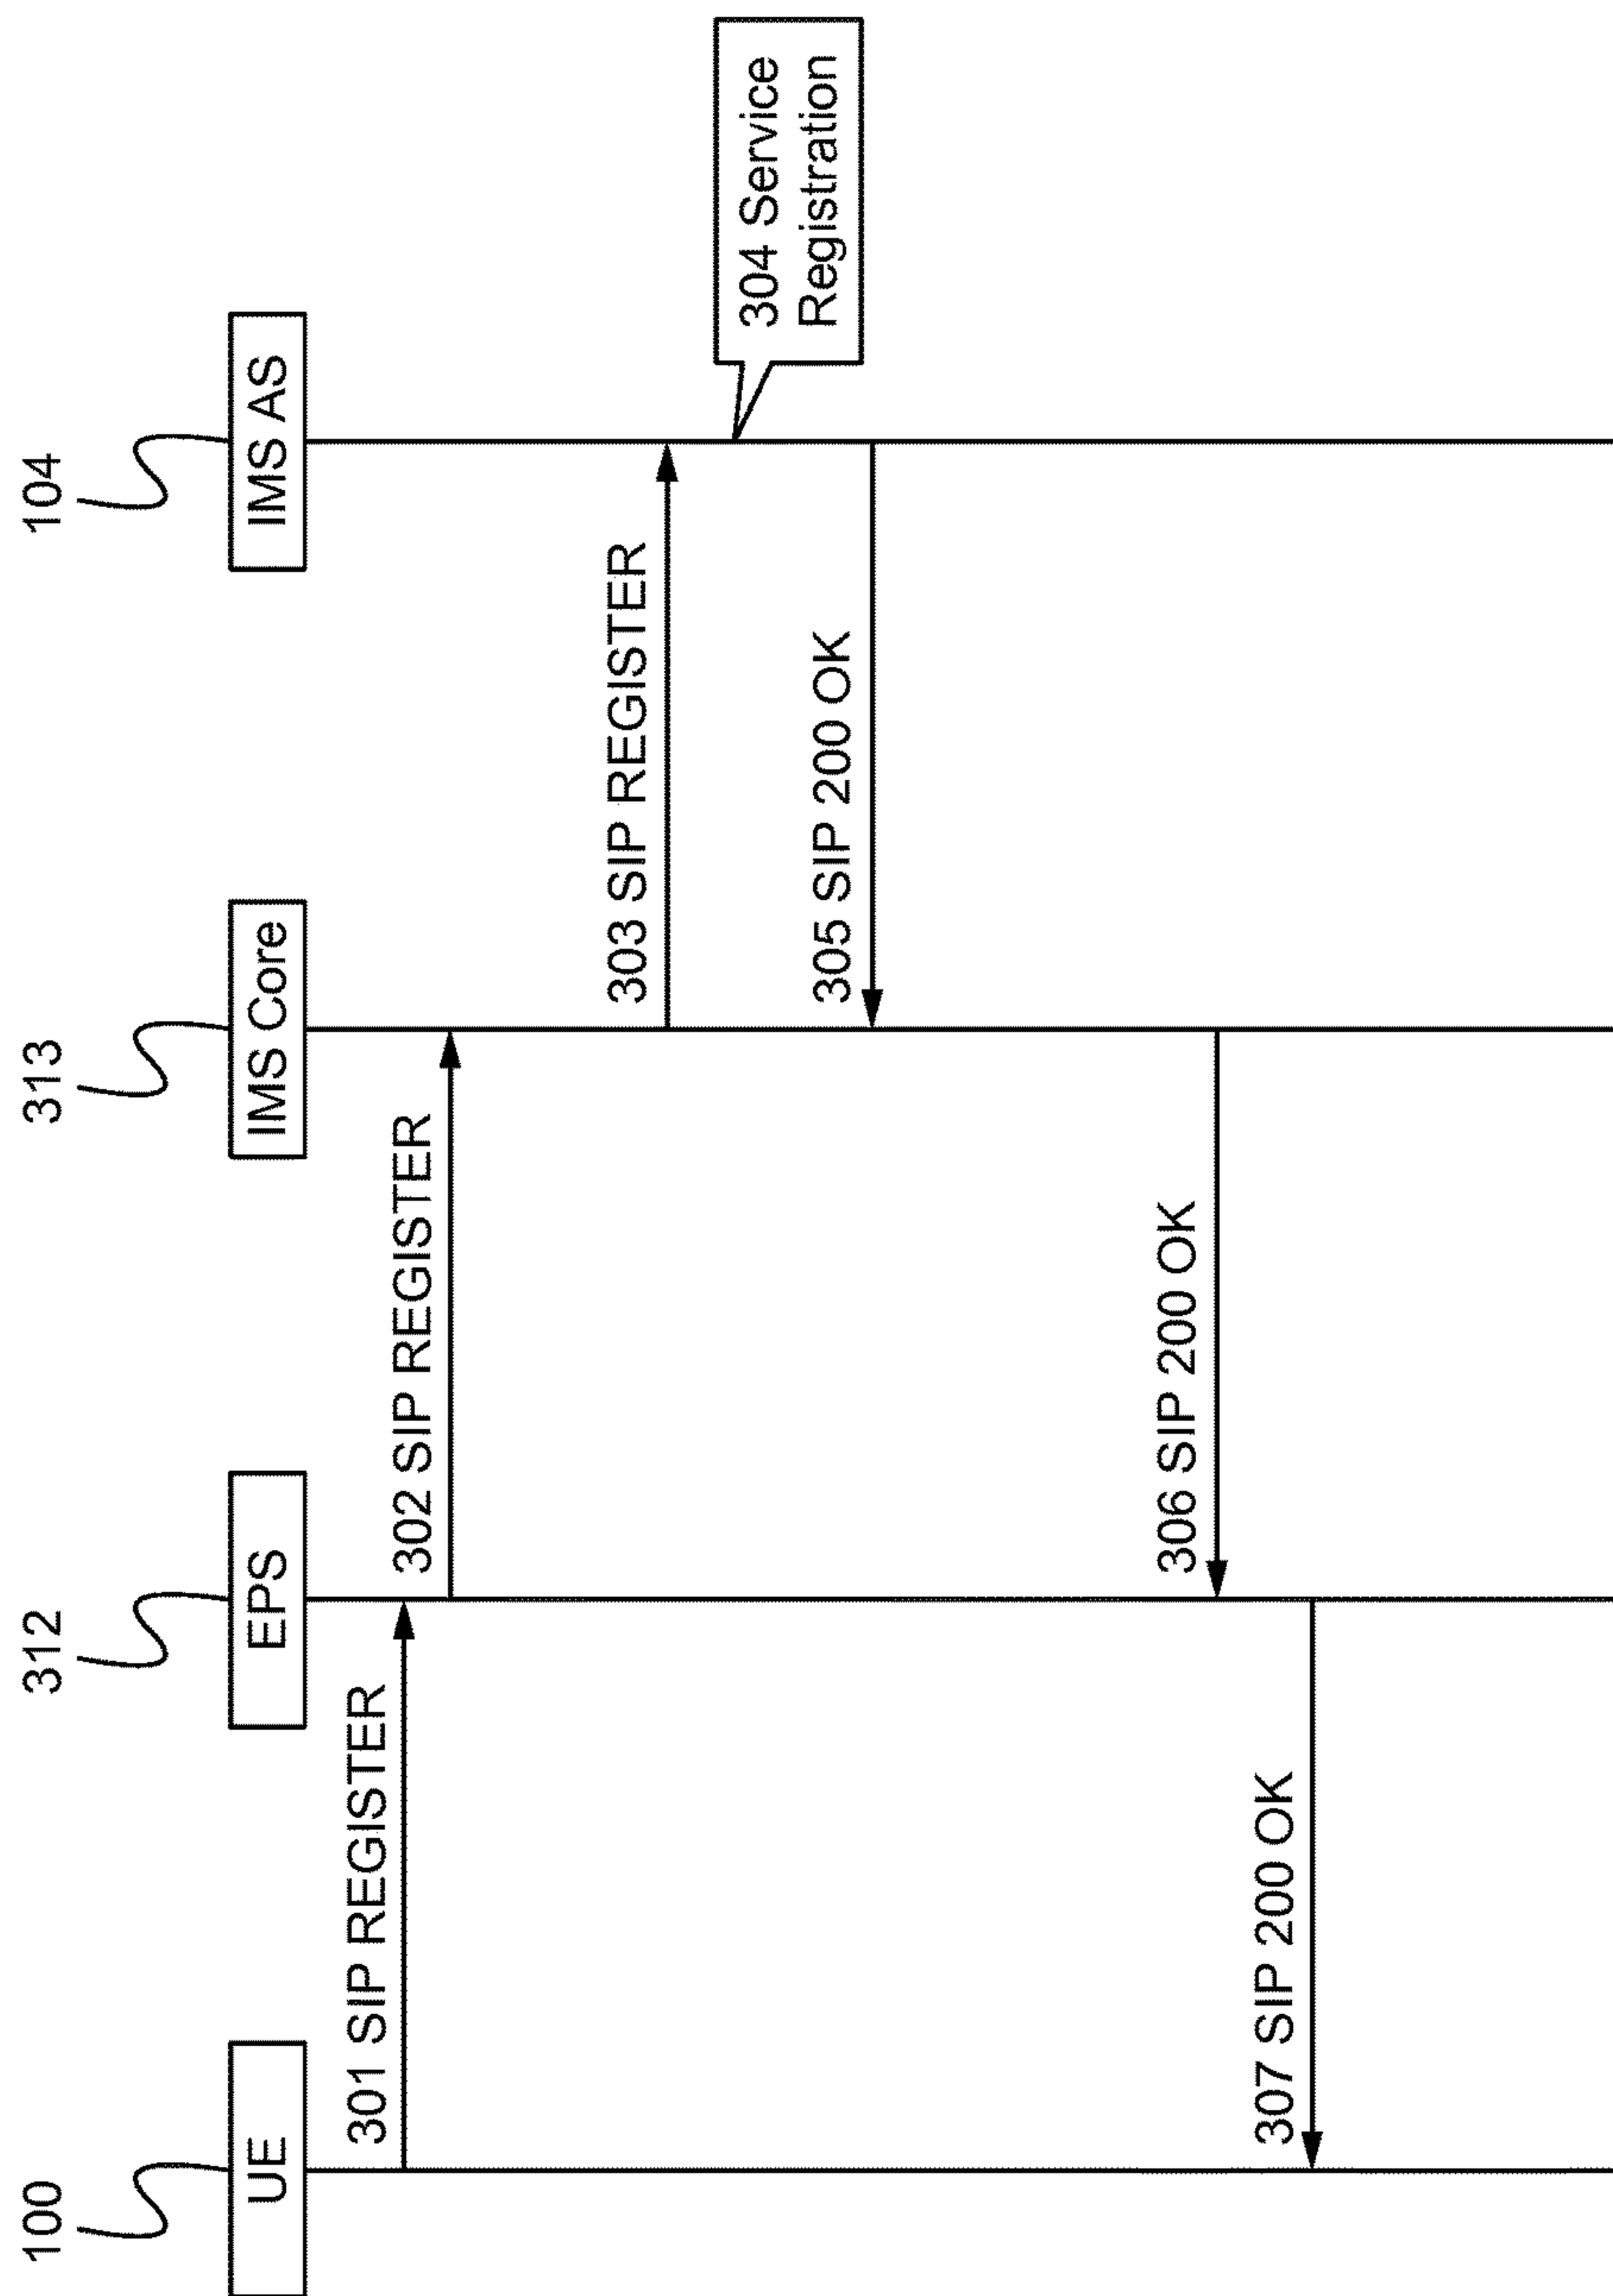 100
312
313
104
UE
EPS
IMS Core
IMS AS
301 SIP REGISTER
302 SIP REGISTER
303 SIP REGISTER
304 Service
Registration
305 SIP 200 OK
306 SIP 200 OK
307 SIP 200 OK